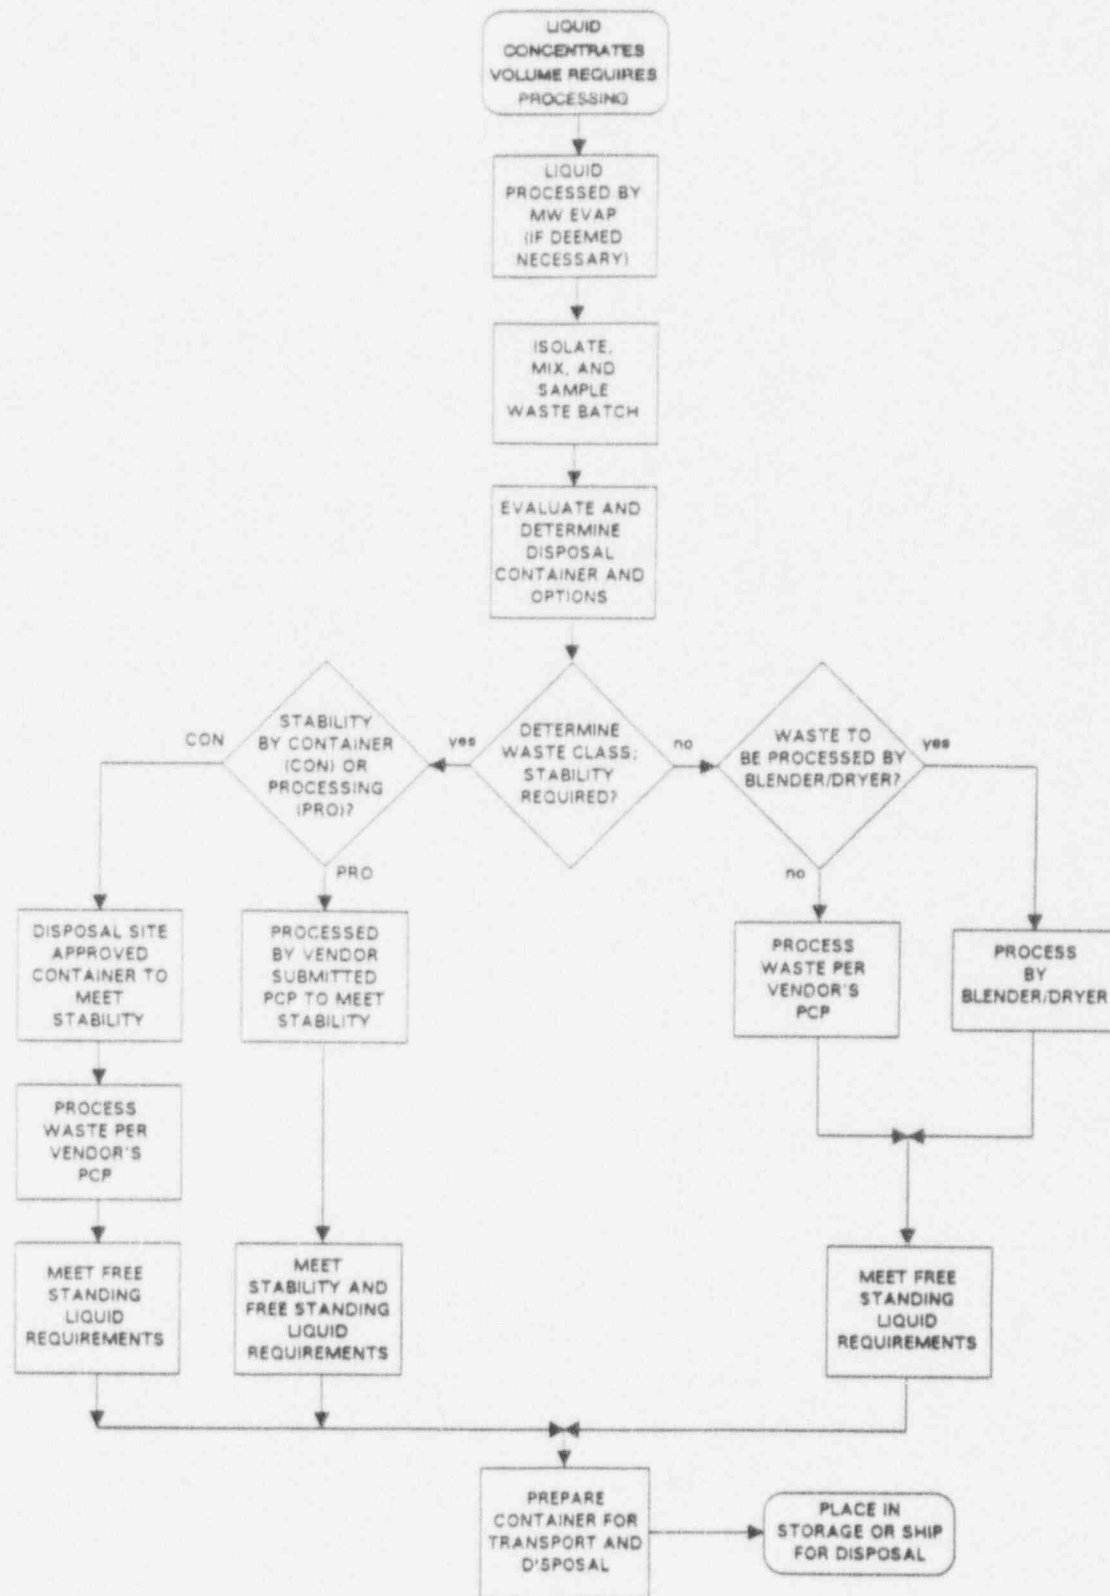 LIQUID
CONCENTRATES
VOLUME REQUIRES
PROCESSING
LIQUID
PROCESSED BY
MW EVAP
(IF DEEMED
NECESSARY)
ISOLATE,
MIX, AND
SAMPLE
WASTE BATCH
EVALUATE AND
DETERMINE
DISPOSAL
CONTAINER AND
OPTIONS
CON
STABILITY
BY CONTAINER
(CON) OR
PROCESSING
(PRO)?
yes
DETERMINE
WASTE CLASS;
STABILITY
REQUIRED?
no
WASTE TO
BE PROCESSED BY
BLENDER/DRYER?
yes
PRO
no
DISPOSAL SITE
APPROVED
CONTAINER TO
MEET
STABILITY
PROCESSED
BY VENDOR
SUBMITTED
PCP TO MEET
STABILITY
PROCESS
WASTE PER
VENDOR'S
PCP
PROCESS
BY
BLENDER/DRYER
PROCESS
WASTE PER
VENDOR'S
PCP
MEET FREE
STANDING
LIQUID
REQUIREMENTS
MEET
STABILITY AND
FREE STANDING
LIQUID
REQUIREMENTS
MEET FREE
STANDING
LIQUID
REQUIREMENTS
PREPARE
CONTAINER FOR
TRANSPORT AND
D'SPOSAL
PLACE IN
STORAGE OR SHIP
FOR DISPOSAL